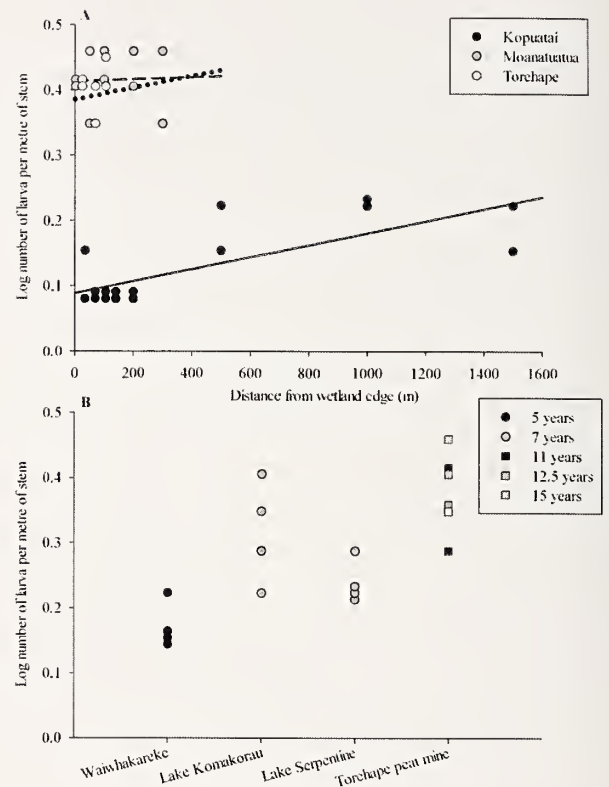 A
Log number of larva per metre of stem
0.5
0.4
0.3
0.2
0.1
0.0
Kopuatai
Moanatuatua
Torehape
0
200
400
600
800
1000
1200
1400
1600
Distance from wetland edge (m)
B
Log number of larva per metre of stem
0.5
0.4
0.3
0.2
0.1
0.0
5 years
7 years
11 years
12.5 years
15 years
Waiwhakareke
Lake Komakorau
Lake Serpentine
Torehape peat mine